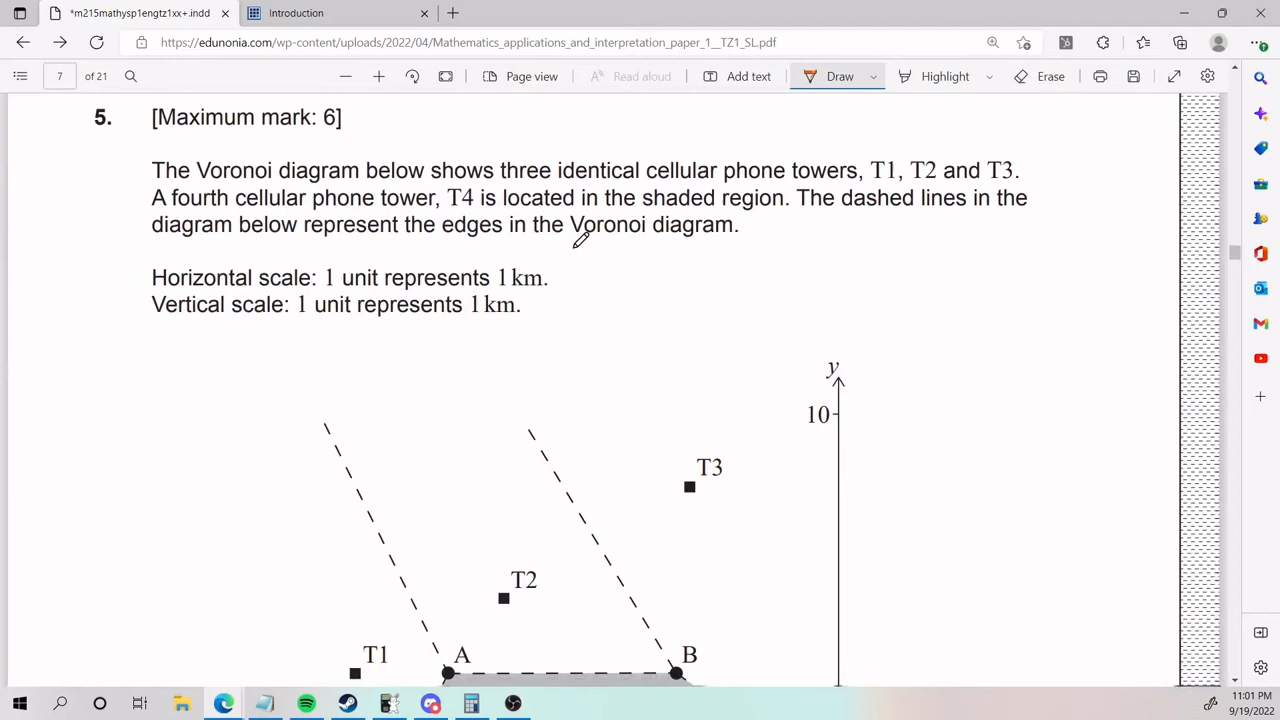 *m215mathysp1engtz1xx+.indd
Introduction
https://edunonia.com/wp-content/uploads/2022/04/Mathematics_applications_and_interpretation_paper_1__TZ1_SL.pdf
7 of 21
Page view
Read aloud
Add text
Draw
Highlight
Erase
5. [Maximum mark: 6]
The Voronoi diagram below shows three identical cellular phone towers, T1, T2 and T3.
A fourth cellular phone tower, T4 is located in the shaded region. The dashed lines in the
diagram below represent the edges in the Voronoi diagram.
Horizontal scale: 1 unit represents 1 km.
Vertical scale: 1 unit represents 1 km.
y
10
T3
T2
T1
A
B
11:01 PM
9/19/2022